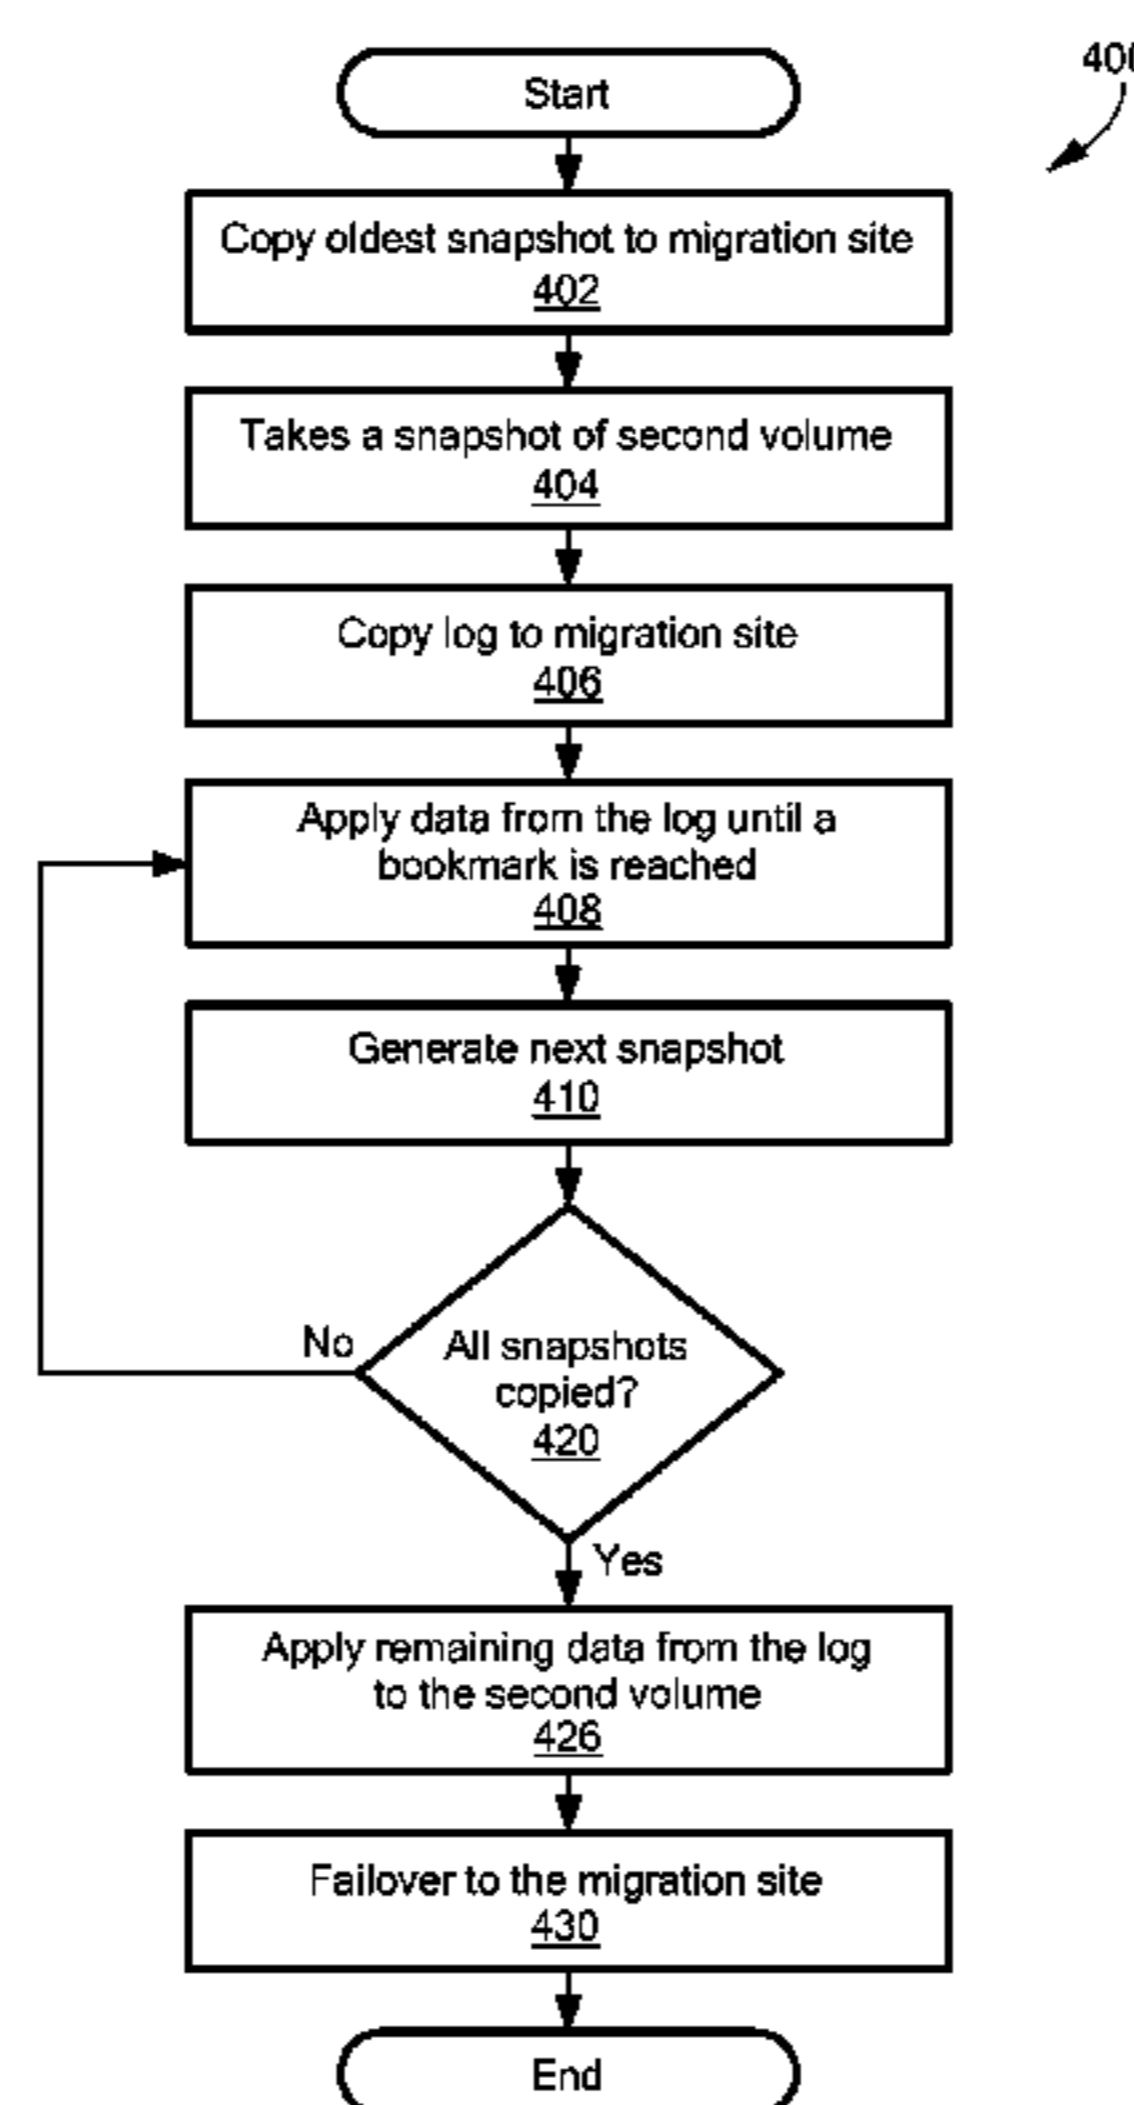 400
Start
Copy oldest snapshot to migration site
402
Takes a snapshot of second volume
404
Copy log to migration site
406
Apply data from the log until a
bookmark is reached
408
Generate next snapshot
410
No
All snapshots
copied?
420
Yes
Apply remaining data from the log
to the second volume
426
Failover to the migration site
430
End